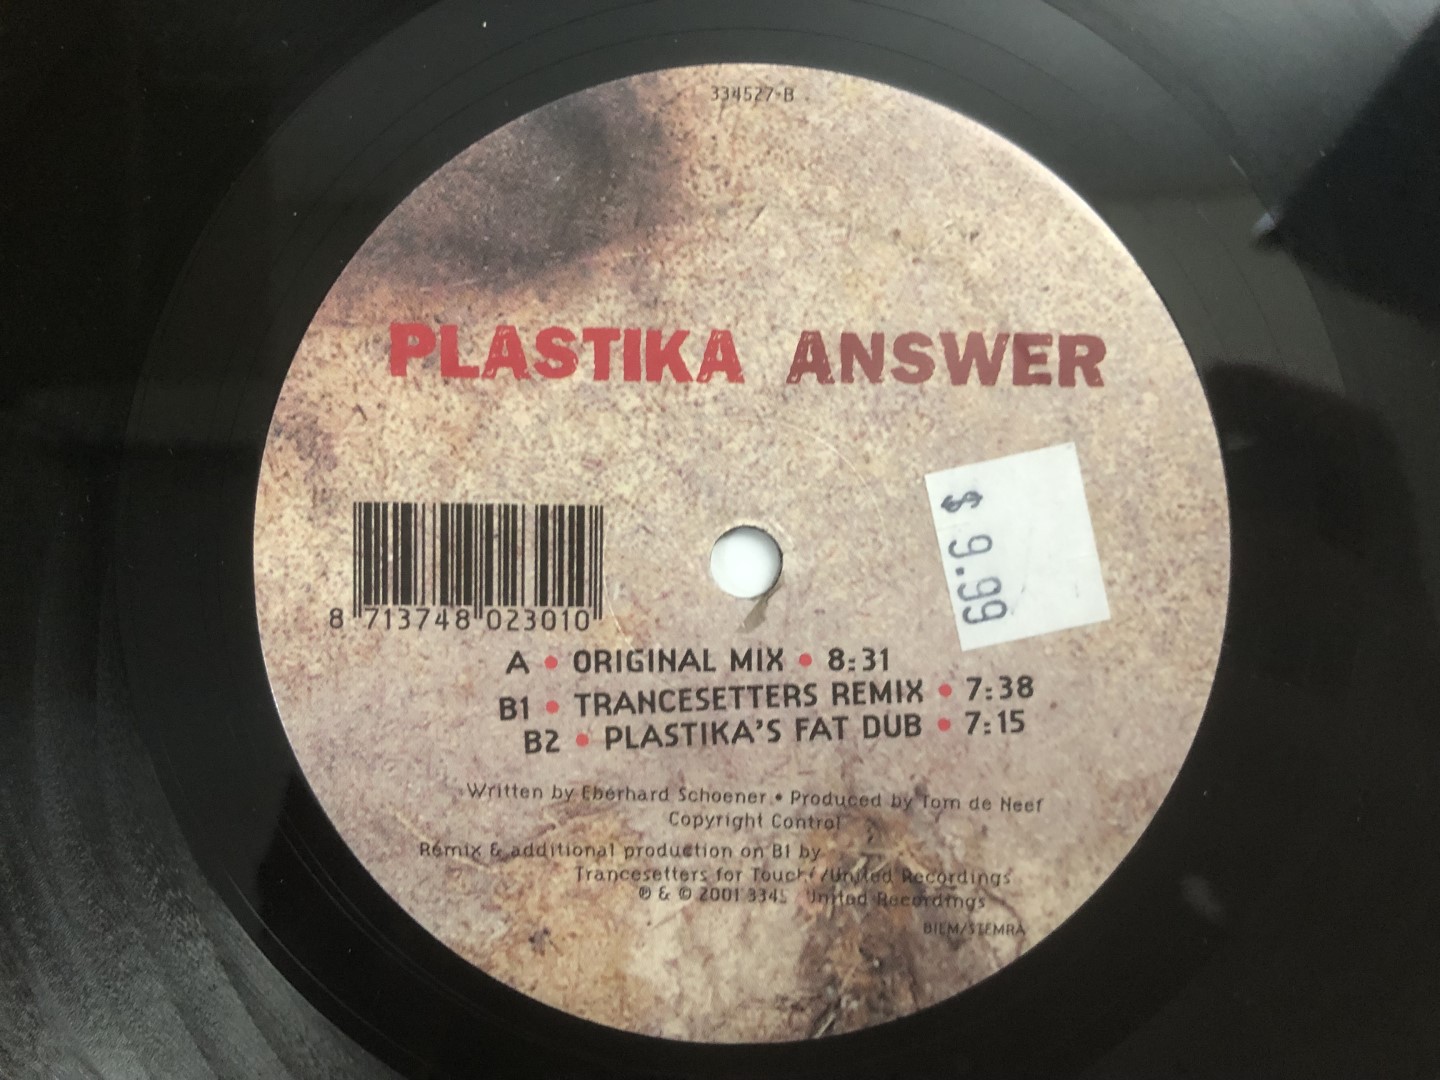 334527-B
PLASTIKA ANSWER
$ 9.99
8 713748 023010
A • ORIGINAL MIX • 8:31
B1 • TRANCESETTERS REMIX • 7:38
B2 • PLASTIKA'S FAT DUB • 7:15
Written by Eberhard Schoener • Produced by Tom de Neef
Copyright Control
Remix & additional production on B1 by
Trancesetters for Touch//United Recordings
℗ & © 2001 3345 United Recordings
BIEM/STEMRA